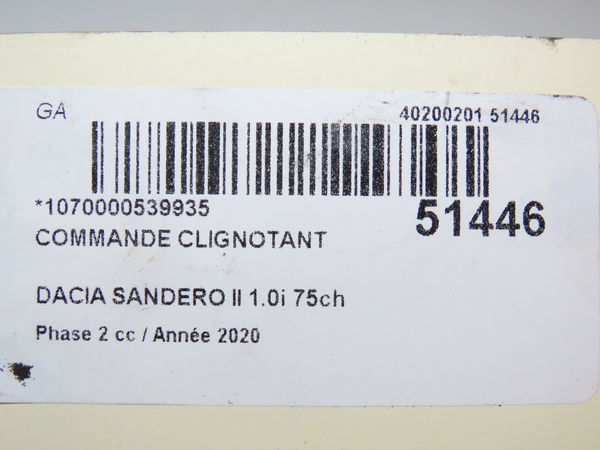 GA
40200201 51446
*1070000539935
51446
COMMANDE CLIGNOTANT
DACIA SANDERO II 1.0i 75ch
Phase 2 cc / Année 2020